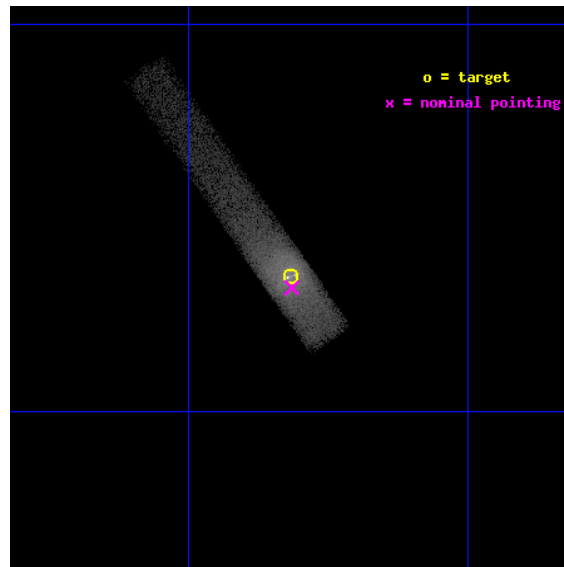 o = target
x = nominal pointing